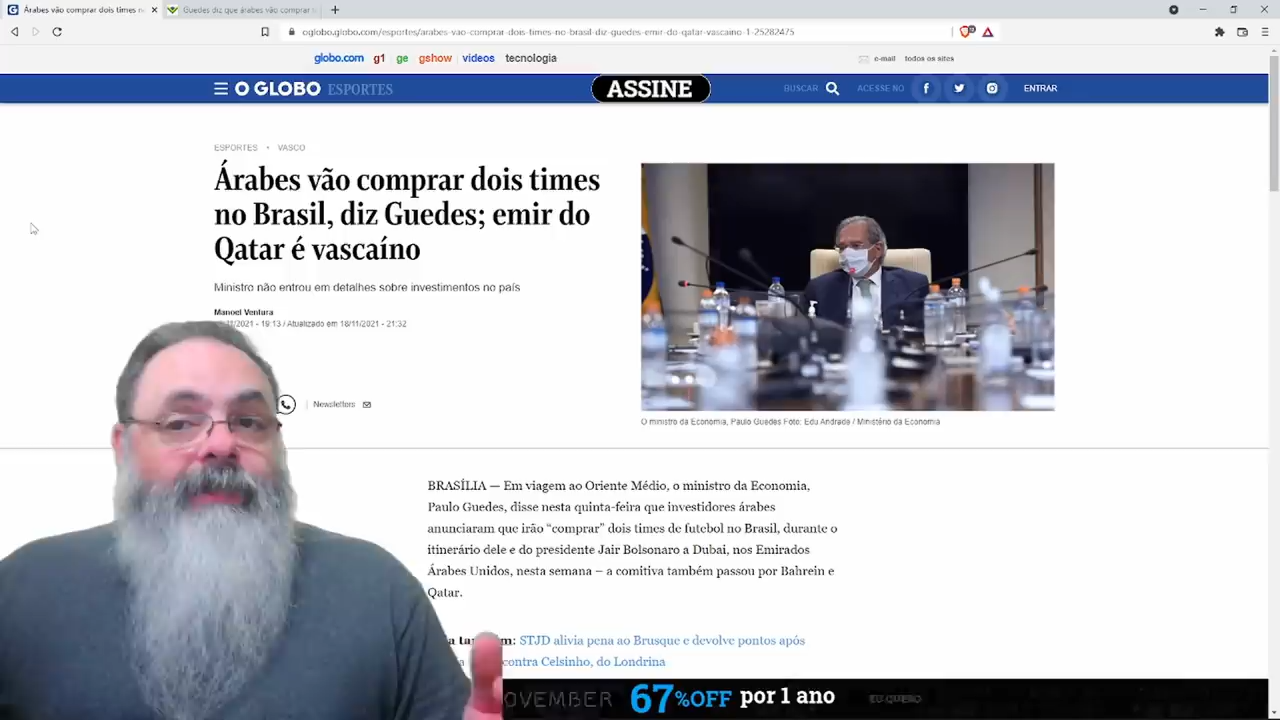 Árabes vão comprar dois times n
Guedes diz que árabes vão comprar
oglobo.globo.com/esportes/arabes-vao-comprar-dois-times-no-brasil-diz-guedes-emir-do-qatar-vascaino-1-25282475
globo.com g1 ge gshow videos tecnologia
e-mail todos os sites
O GLOBO ESPORTES
ASSINE
BUSCAR
ACESSE NO
ENTRAR
ESPORTES • VASCO
Árabes vão comprar dois times
no Brasil, diz Guedes; emir do
Qatar é vascaíno
Ministro não entrou em detalhes sobre investimentos no país
Manoel Ventura
/11/2021 - 19:13 / Atualizado em 18/11/2021 - 21:32
Newsletters
O ministro da Economia, Paulo Guedes Foto: Edu Andrade / Ministério da Economia
BRASÍLIA — Em viagem ao Oriente Médio, o ministro da Economia,
Paulo Guedes, disse nesta quinta-feira que investidores árabes
anunciaram que irão “comprar” dois times de futebol no Brasil, durante o
itinerário dele e do presidente Jair Bolsonaro a Dubai, nos Emirados
Árabes Unidos, nesta semana – a comitiva também passou por Bahrein e
Qatar.
STJD alivia pena ao Brusque e devolve pontos após
contra Celsinho, do Londrina
OVEMBER 67%OFF por 1 ano EU QUERO